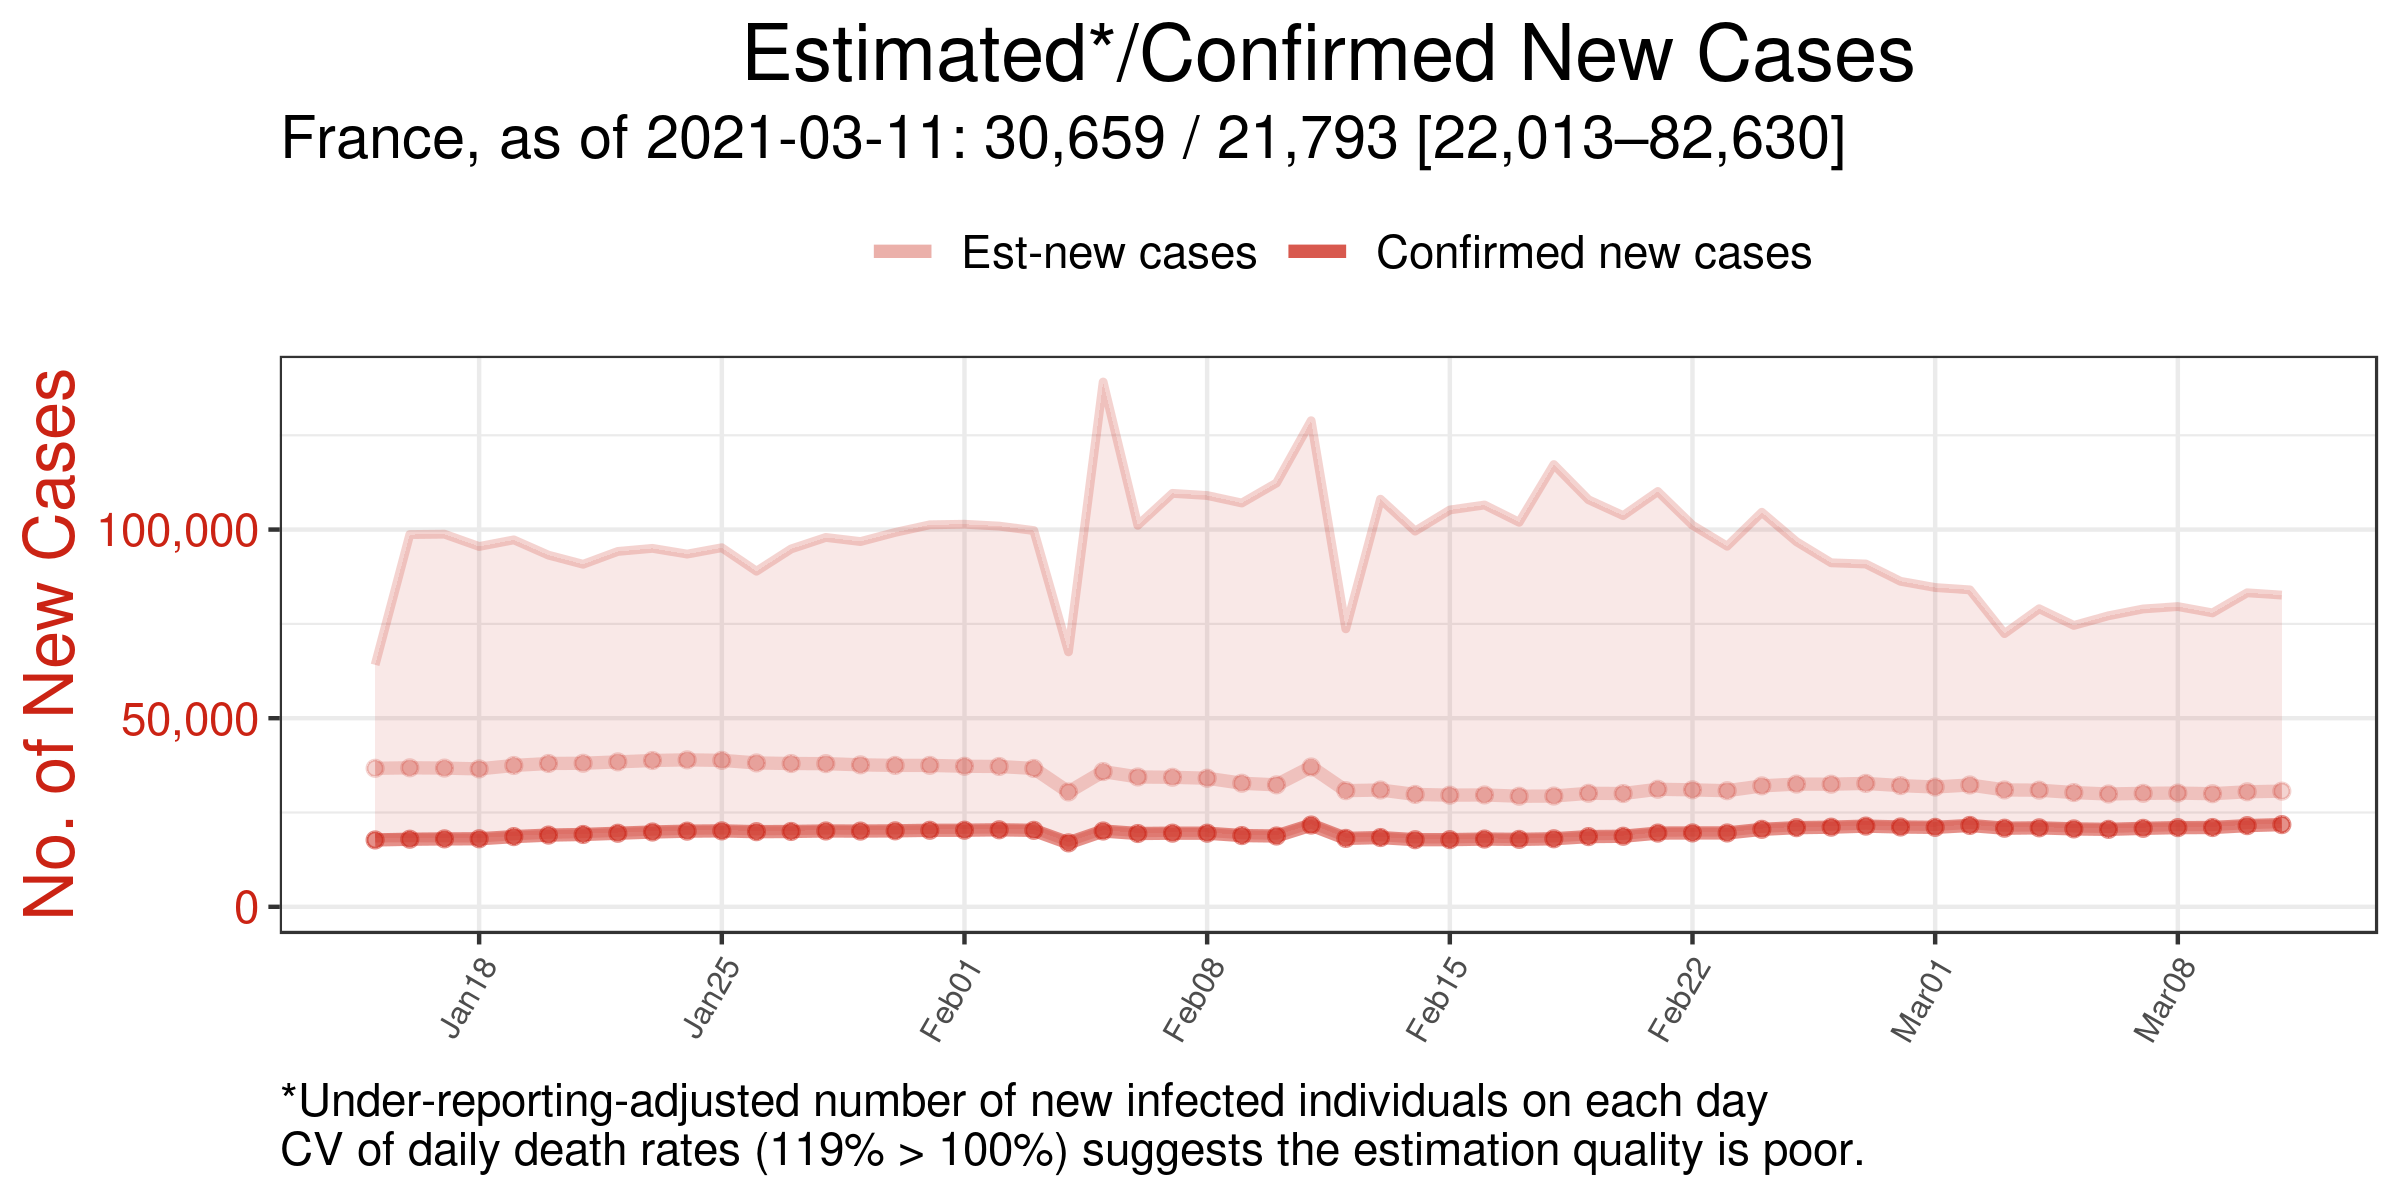 Estimated*/Confirmed New Cases
France, as of 2021-03-11: 30,659 / 21,793 [22,013–82,630]
Est-new cases
Confirmed new cases
No. of New Cases
100,000
50,000
0
Jan18
Jan25
Feb01
Feb08
Feb15
Feb22
Mar01
Mar08
*Under-reporting-adjusted number of new infected individuals on each day
CV of daily death rates (119% > 100%) suggests the estimation quality is poor.